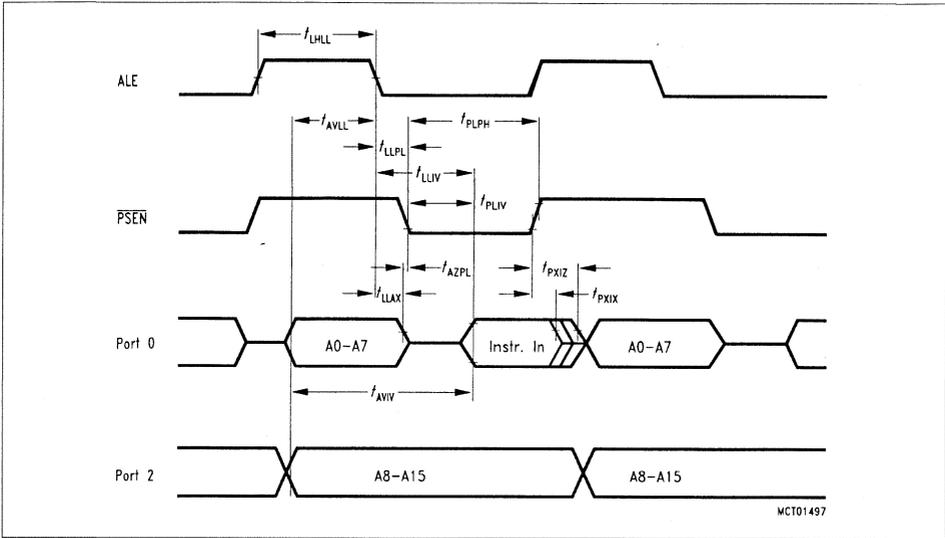 tLHLL
ALE
tAVLL
tPLPH
tLLPL
tLLIV
PSEN
tPLIV
tAZPL
tPXIZ
tLLAX
tPXIX
Port 0
A0-A7
Instr. In
A0-A7
tAVIV
Port 2
A8-A15
A8-A15
MCT01497